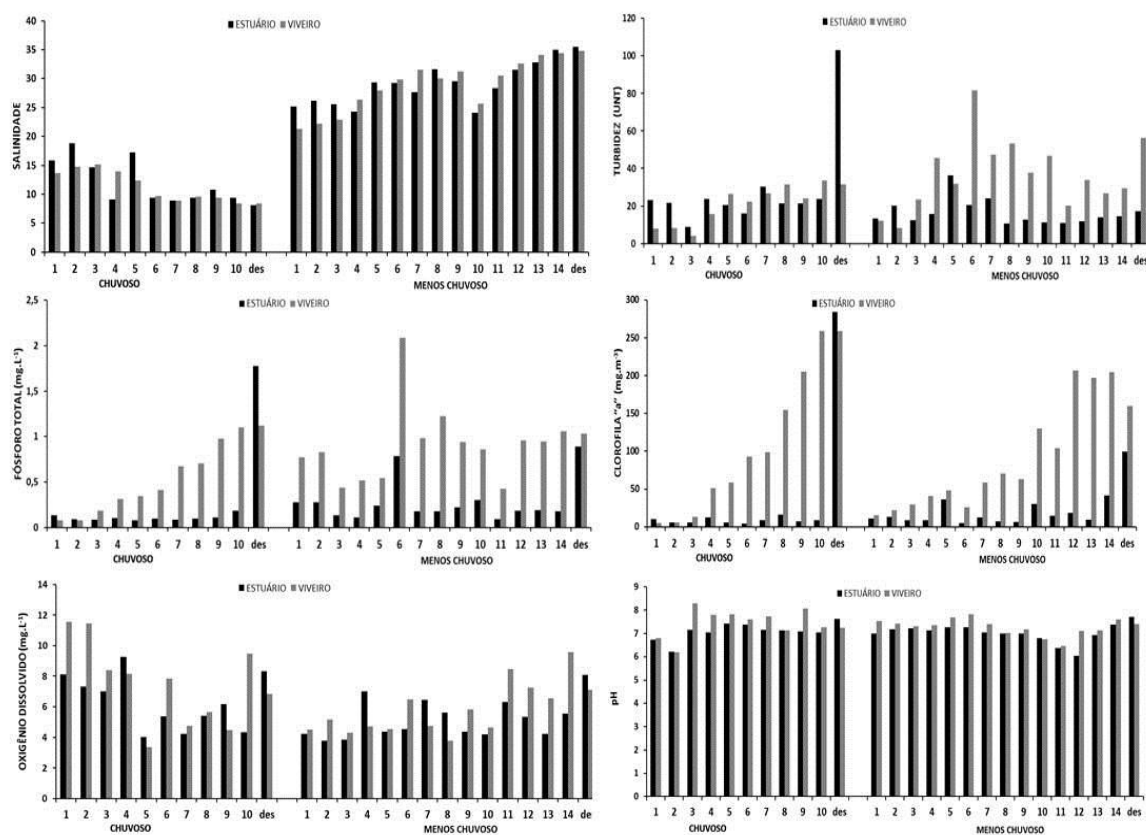 ESTUÁRIO VIVEIRO
SALINIDADE
40
35
30
25
20
15
10
5
0
1 2 3 4 5 6 7 8 9 10 des 1 2 3 4 5 6 7 8 9 10 11 12 13 14 des
CHUVOSO MENOS CHUVOSO
ESTUÁRIO VIVEIRO
TURBIDEZ (UNT)
120
100
80
60
40
20
0
1 2 3 4 5 6 7 8 9 10 des 1 2 3 4 5 6 7 8 9 10 11 12 13 14 des
CHUVOSO MENOS CHUVOSO
ESTUÁRIO VIVEIRO
FÓSFORO TOTAL (mg.L⁻¹)
2,5
2
1,5
1
0,5
0
1 2 3 4 5 6 7 8 9 10 des 1 2 3 4 5 6 7 8 9 10 11 12 13 14 des
CHUVOSO MENOS CHUVOSO
ESTUÁRIO VIVEIRO
CLOROFILA "a" (mg.m⁻³)
300
250
200
150
100
50
0
1 2 3 4 5 6 7 8 9 10 des 1 2 3 4 5 6 7 8 9 10 11 12 13 14 des
CHUVOSO MENOS CHUVOSO
ESTUÁRIO VIVEIRO
OXIGÊNIO DISSOLVIDO (mg.L⁻¹)
14
12
10
8
6
4
2
0
1 2 3 4 5 6 7 8 9 10 des 1 2 3 4 5 6 7 8 9 10 11 12 13 14 de
CHUVOSO MENOS CHUVOSO
ESTUÁRIO VIVEIRO
pH
9
8
7
6
5
4
3
2
1
0
1 2 3 4 5 6 7 8 9 10 des 1 2 3 4 5 6 7 8 9 10 11 12 13 14 des
CHUVOSO MENOS CHUVOSO